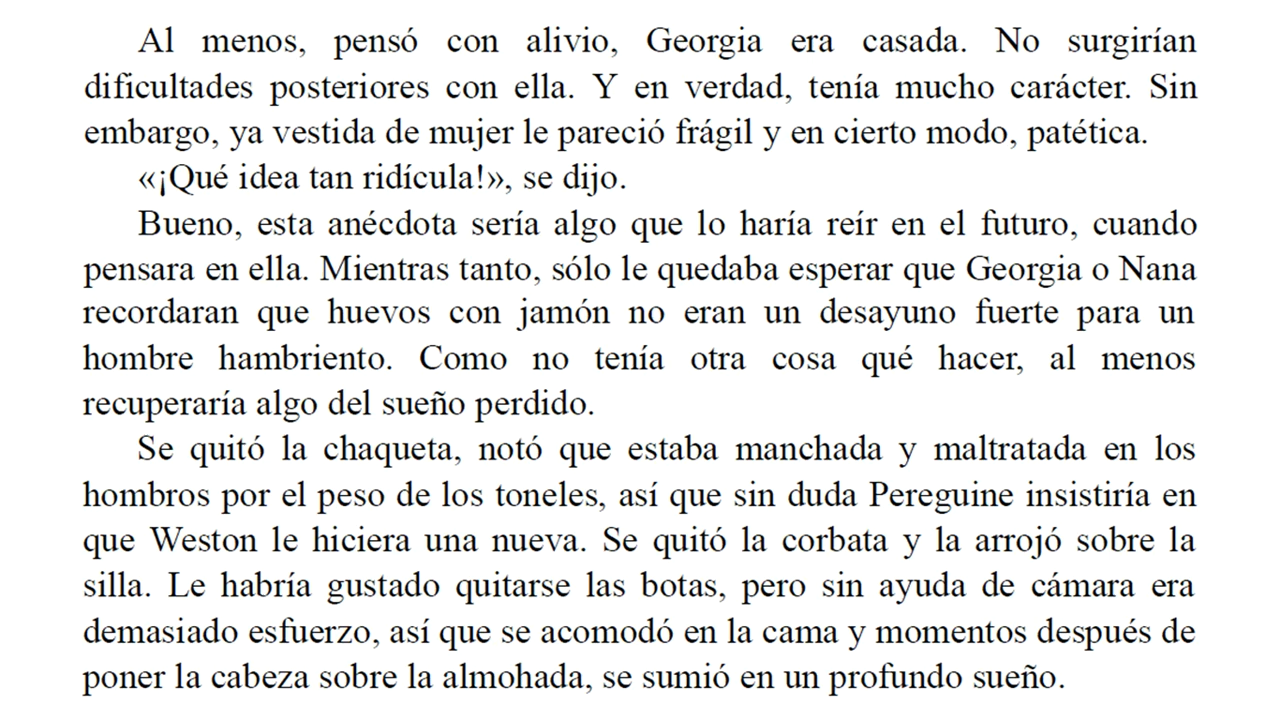 Al menos, pensó con alivio, Georgia era casada. No surgirían
dificultades posteriores con ella. Y en verdad, tenía mucho carácter. Sin
embargo, ya vestida de mujer le pareció frágil y en cierto modo, patética.
«¡Qué idea tan ridícula!», se dijo.
Bueno, esta anécdota sería algo que lo haría reír en el futuro, cuando
pensara en ella. Mientras tanto, sólo le quedaba esperar que Georgia o Nana
recordaran que huevos con jamón no eran un desayuno fuerte para un
hombre hambriento. Como no tenía otra cosa qué hacer, al menos
recuperaría algo del sueño perdido.
Se quitó la chaqueta, notó que estaba manchada y maltratada en los
hombros por el peso de los toneles, así que sin duda Pereguine insistiría en
que Weston le hiciera una nueva. Se quitó la corbata y la arrojó sobre la
silla. Le habría gustado quitarse las botas, pero sin ayuda de cámara era
demasiado esfuerzo, así que se acomodó en la cama y momentos después de
poner la cabeza sobre la almohada, se sumió en un profundo sueño.